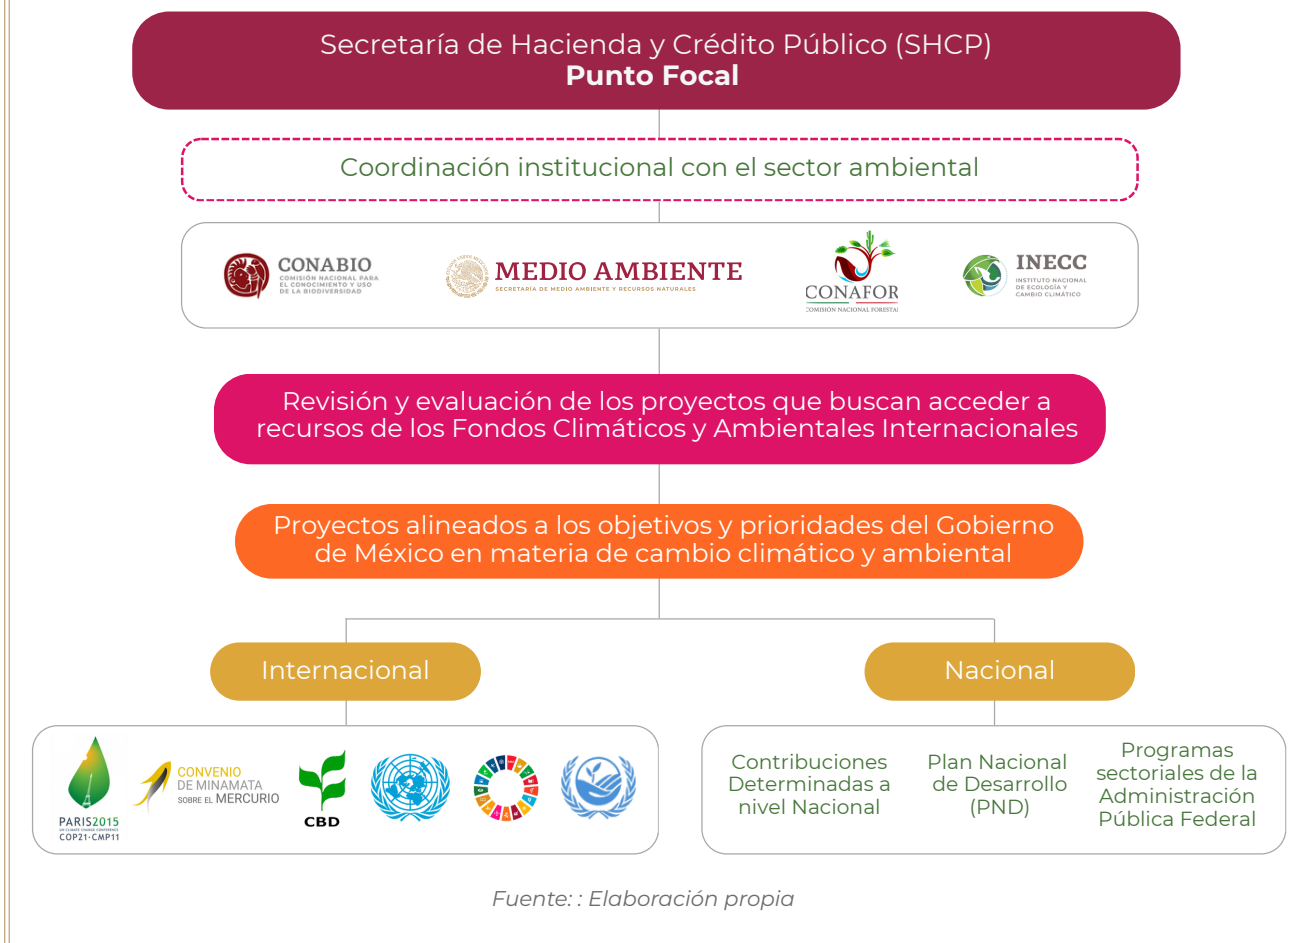 Secretaría de Hacienda y Crédito Público (SHCP)
Punto Focal
Coordinación institucional con el sector ambiental
CONABIO
COMISIÓN NACIONAL PARA
EL CONOCIMIENTO Y USO
DE LA BIODIVERSIDAD
MEDIO AMBIENTE
SECRETARÍA DE MEDIO AMBIENTE Y RECURSOS NATURALES
CONAFOR
COMISIÓN NACIONAL FORESTAL
INECC
INSTITUTO NACIONAL
DE ECOLOGÍA Y
CAMBIO CLIMÁTICO
Revisión y evaluación de los proyectos que buscan acceder a
recursos de los Fondos Climáticos y Ambientales Internacionales
Proyectos alineados a los objetivos y prioridades del Gobierno
de México en materia de cambio climático y ambiental
Internacional
Nacional
PARIS2015
UN CLIMATE CHANGE CONFERENCE
COP21·CMP11
CONVENIO
DE MINAMATA
SOBRE EL MERCURIO
CBD
Contribuciones
Determinadas a
nivel Nacional
Plan Nacional
de Desarrollo
(PND)
Programas
sectoriales de la
Administración
Pública Federal
Fuente: : Elaboración propia